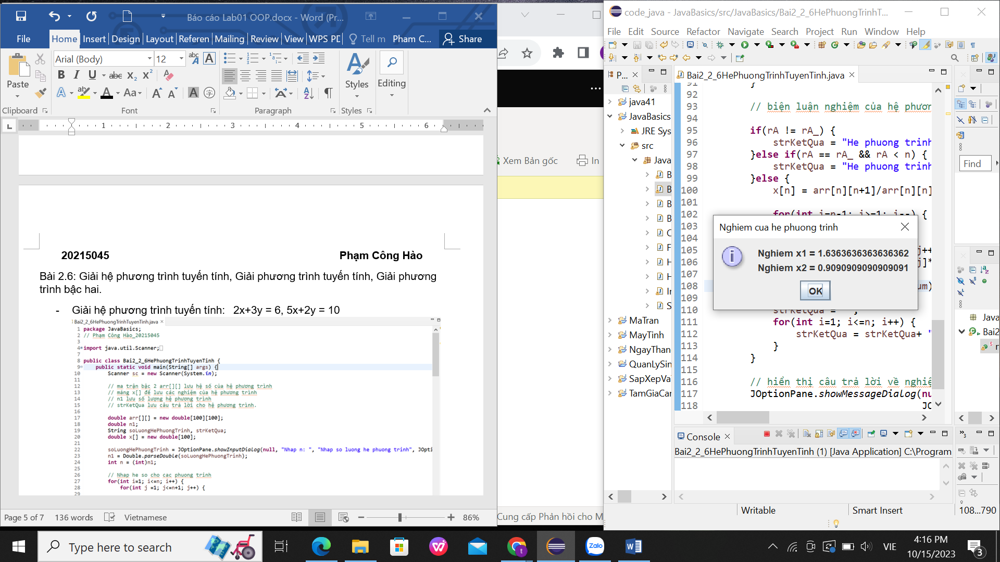 Báo cáo Lab01 OOP.docx - Word (Pr...
File
Home
Insert
Design
Layout
Referen
Mailing
Review
View
WPS PD
Tell m
Pham C...
Share
Arial (Body)
12
Paste
Styles
Editing
Clipboard
Font
Paragraph
Styles
1 2 3 4 5 6
20215045
Phạm Công Hào
Bài 2.6: Giải hệ phương trình tuyến tính, Giải phương trình tuyến tính, Giải phương
trình bậc hai.
- Giải hệ phương trình tuyến tính: 2x+3y = 6, 5x+2y = 10
Bai2_2_6HePhuongTrinhTuyenTinh.java
1 package JavaBasics;
2 // Phạm Công Hào_20215045
3
4 import java.util.Scanner;
7
8 public class Bai2_2_6HePhuongTrinhTuyenTinh {
9 public static void main(String[] args) {
10 Scanner sc = new Scanner(System.in);
11
12 // ma trận bậc 2 arr[][] lưu hệ số của hệ phương trình
13 // mảng x[] để lưu các nghiệm của hệ phương trình
14 // n1 lưu số lượng hệ phương trình
15 // strKetQua lưu câu trả lời cho hệ phương trình.
16
17 double arr[][] = new double[100][100];
18 double n1;
19 String soLuongHePhuongTrinh, strKetQua;
20 double x[] = new double[100];
21
22 soLuongHePhuongTrinh = JOptionPane.showInputDialog(null, "Nhap n: ", "Nhap so luong he phuong trinh", JOpti
23 n1 = Double.parseDouble(soLuongHePhuongTrinh);
24 int n = (int)n1;
25
26 // Nhap he so cho cac phuong trinh
27 for(int i=1; i<=n; i++) {
28 for(int j =1; j<=n+1; j++) {
29
Page 5 of 7
136 words
Vietnamese
86%
Xem Bản gốc
In
Cung cấp Phản hồi cho M
code_java - JavaBasics/src/JavaBasics/Bai2_2_6HePhuongTrinhT...
File Edit Source Refactor Navigate Search Project Run Window Help
P...
java41
JavaBasics
JRE Sys
src
Java
B
B
B
B
C
F
H
H
In
S
MaTran
MayTinh
NgayThan
QuanLySin
SapXepVa
TamGiaCar
Bai2_2_6HePhuongTrinhTuyenTinh.java
91 }
92
93 // biện luận nghiệm của hệ phươn
94
95 if(rA != rA_) {
96 strKetQua = "He phuong trinh
97 }else if(rA == rA_ && rA < n) {
98 strKetQua = "He phuong trinh
99 }else {
100 x[n] = arr[n][n+1]/arr[n][n]
101
102 for(int i=n-1; i>=1; i--) {
103
104
105 j++
106 j]*
107
108 um)
109
110 strKetQua =
111 for(int i=1; i<=n; i++) {
112 strKetQua = strKetQua+ "
113 }
114 }
115
116 // hiển thi câu trả lời về nghiệ
117 JOptionPane.showMessageDialog(nu
118 JO
Nghiem cua he phuong trinh
Nghiem x1 = 1.6363636363636362
Nghiem x2 = 0.9090909090909091
OK
Find
Java
Bai2
Console
Bai2_2_6HePhuongTrinhTuyenTinh (1) [Java Application] C:\Program
Writable
Smart Insert
108...790
Type here to search
Zalo
VIE
4:16 PM
10/15/2023
3